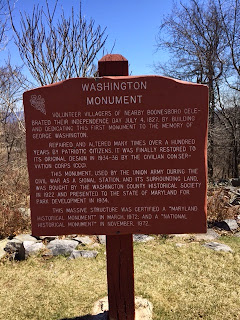 WASHINGTON
MONUMENT
VOLUNTEER VILLAGERS OF NEARBY BOONESBORO CELE-
BRATED THEIR INDEPENDENCE DAY JULY 4, 1827, BY BUILDING
AND DEDICATING THIS FIRST MONUMENT TO THE MEMORY OF
GEORGE WASHINGTON.
REPAIRED AND ALTERED MANY TIMES OVER A HUNDRED
YEARS BY PATRIOTIC CITIZENS, IT WAS FINALLY RESTORED TO
ITS ORIGINAL DESIGN IN 1934-36 BY THE CIVILIAN CONSER-
VATION CORPS (CCC).
THIS MONUMENT, USED BY THE UNION ARMY DURING THE
CIVIL WAR AS A SIGNAL STATION, AND ITS SURROUNDING LAND,
WAS BOUGHT BY THE WASHINGTON COUNTY HISTORICAL SOCIETY
IN 1922 AND PRESENTED TO THE STATE OF MARYLAND FOR
PARK DEVELOPMENT IN 1934.
THIS MASSIVE STRUCTURE WAS CERTIFIED A "MARYLAND
HISTORICAL MONUMENT" IN MARCH, 1972, AND A "NATIONAL
HISTORICAL MONUMENT" IN NOVEMBER, 1972.